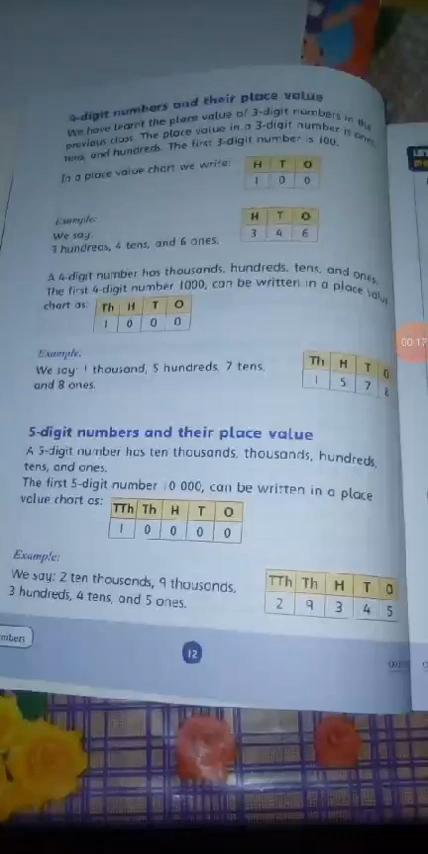 4-digit numbers and their place value
We have learnt the place value of 3-digit numbers in the
previous class. The place value in a 3-digit number is ones,
tens, and hundreds. The first 3-digit number is 100.
In a place value chart we write:
H T O
1 0 0
Example:
We say:
3 hundreds, 4 tens, and 6 ones.
H T O
3 4 6
A 4-digit number has thousands, hundreds, tens, and ones.
The first 4-digit number 1000, can be written in a place value
chart as:
Th H T O
1 0 0 0
Example:
We say: 1 thousand, 5 hundreds, 7 tens,
and 8 ones.
Th H T O
1 5 7 8
5-digit numbers and their place value
A 5-digit number has ten thousands, thousands, hundreds,
tens, and ones.
The first 5-digit number 10 000, can be written in a place
value chart as:
TTh Th H T O
1 0 0 0 0
Example:
We say: 2 ten thousands, 9 thousands,
3 hundreds, 4 tens, and 5 ones.
TTh Th H T O
2 9 3 4 5
12